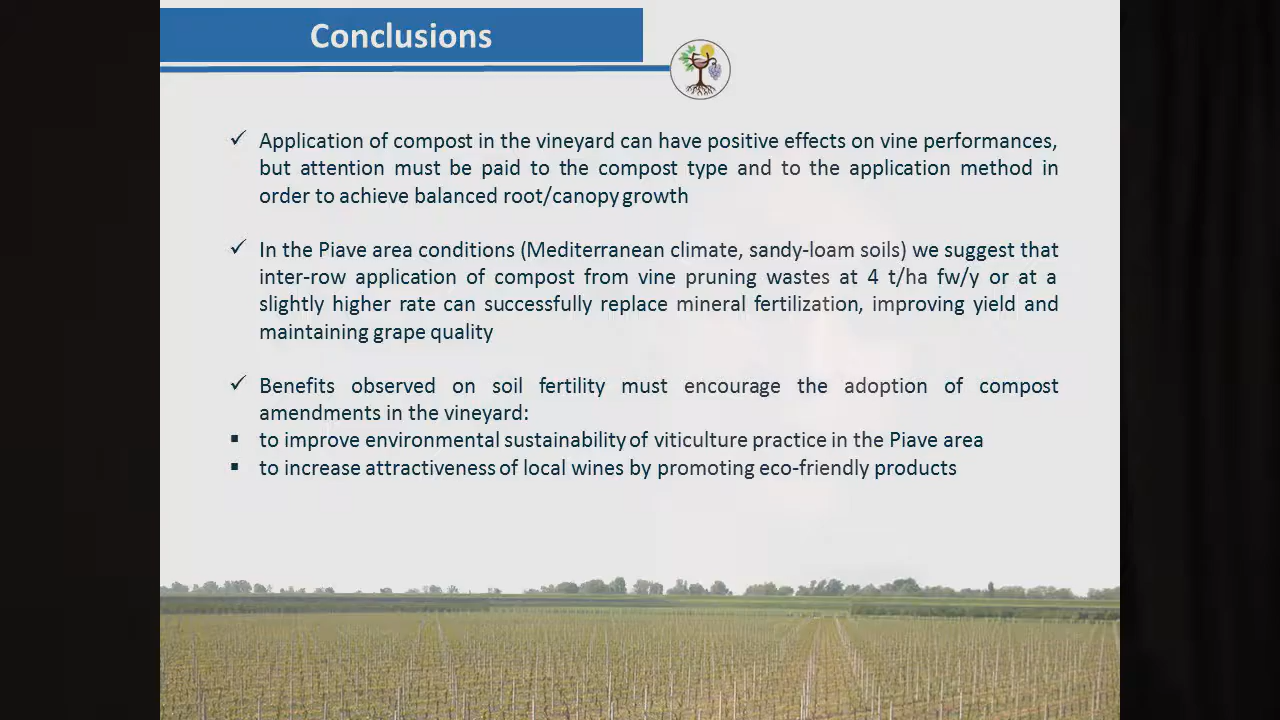 Conclusions
✓ Application of compost in the vineyard can have positive effects on vine performances,
but attention must be paid to the compost type and to the application method in
order to achieve balanced root/canopy growth
✓ In the Piave area conditions (Mediterranean climate, sandy-loam soils) we suggest that
inter-row application of compost from vine pruning wastes at 4 t/ha fw/y or at a
slightly higher rate can successfully replace mineral fertilization, improving yield and
maintaining grape quality
✓ Benefits observed on soil fertility must encourage the adoption of compost
amendments in the vineyard:
▪ to improve environmental sustainability of viticulture practice in the Piave area
▪ to increase attractiveness of local wines by promoting eco-friendly products